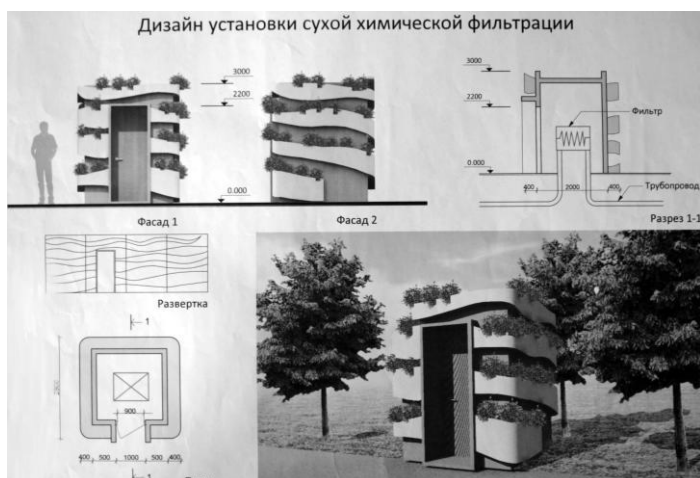 Дизайн установки сухой химической фильтрации
3000
2200
0.000
Фасад 1
Фасад 2
3000
2200
0.000
Фильтр
400
2000
400
Трубопровод
Разрез 1-1
Развертка
1
900
400 500 1000 500 400
1